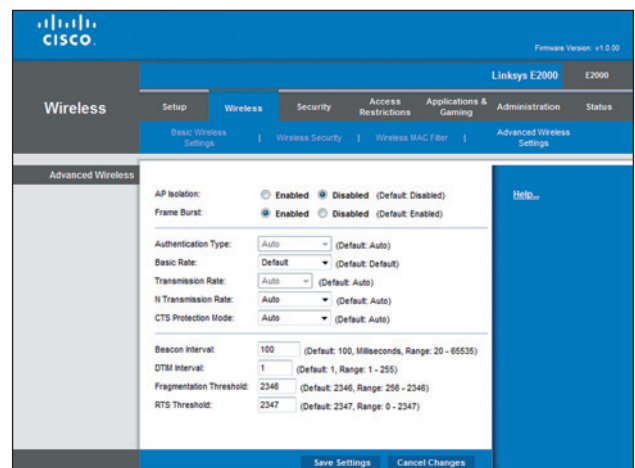 CISCO
Firmware Version: v1.0.00
Linksys E2000 E2000
Wireless
Setup Wireless Security Access Restrictions Applications & Gaming Administration Status
Basic Wireless Settings | Wireless Security | Wireless MAC Filter | Advanced Wireless Settings
Advanced Wireless
AP Isolation: Enabled Disabled (Default: Disabled)
Help...
Frame Burst: Enabled Disabled (Default: Enabled)
Authentication Type: Auto (Default: Auto)
Basic Rate: Default (Default: Default)
Transmission Rate: Auto (Default: Auto)
N Transmission Rate: Auto (Default: Auto)
CTS Protection Mode: Auto (Default: Auto)
Beacon Interval: 100 (Default: 100, Milliseconds, Range: 20 - 65535)
DTIM Interval: 1 (Default: 1, Range: 1 - 255)
Fragmentation Threshold: 2346 (Default: 2346, Range: 256 - 2346)
RTS Threshold: 2347 (Default: 2347, Range: 0 - 2347)
Save Settings Cancel Changes